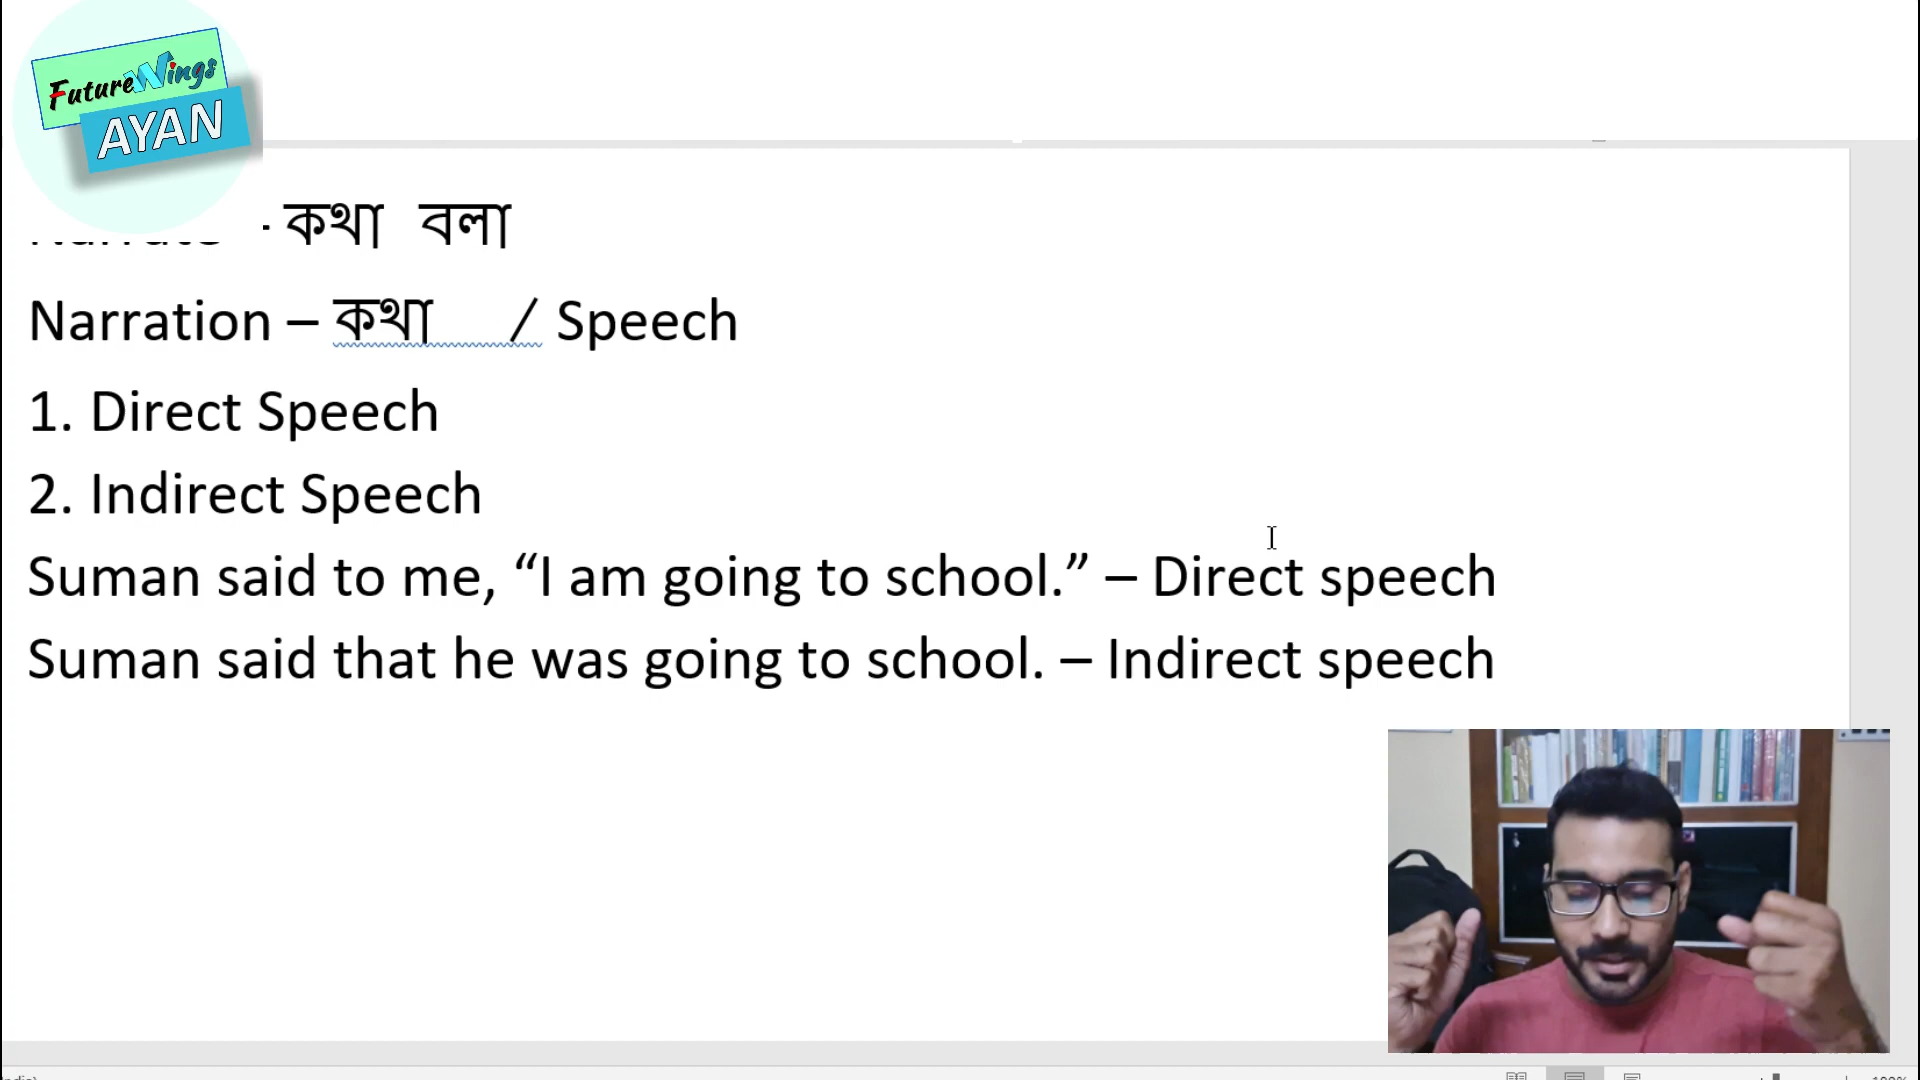 FutureWings
AYAN
- কথা বলা
Narration – কথা / Speech
1. Direct Speech
2. Indirect Speech
Suman said to me, “I am going to school.” – Direct speech
Suman said that he was going to school. – Indirect speech